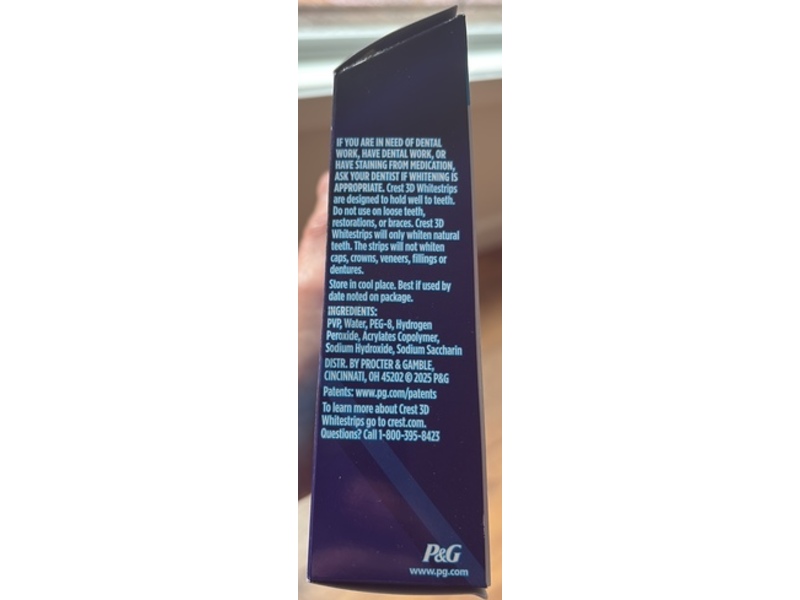 IF YOU ARE IN NEED OF DENTAL
WORK, HAVE DENTAL WORK, OR
HAVE STAINING FROM MEDICATION,
ASK YOUR DENTIST IF WHITENING IS
APPROPRIATE. Crest 3D Whitestrips
are designed to hold well to teeth.
Do not use on loose teeth,
restorations, or braces. Crest 3D
Whitestrips will only whiten natural
teeth. The strips will not whiten
caps, crowns, veneers, fillings or
dentures.
Store in cool place. Best if used by
date noted on package.
INGREDIENTS:
PVP, Water, PEG-8, Hydrogen
Peroxide, Acrylates Copolymer,
Sodium Hydroxide, Sodium Saccharin
DISTR. BY PROCTER & GAMBLE,
CINCINNATI, OH 45202 © 2025 P&G
Patents: www.pg.com/patents
To learn more about Crest 3D
Whitestrips go to crest.com.
Questions? Call 1-800-395-8423
P&G
www.pg.com